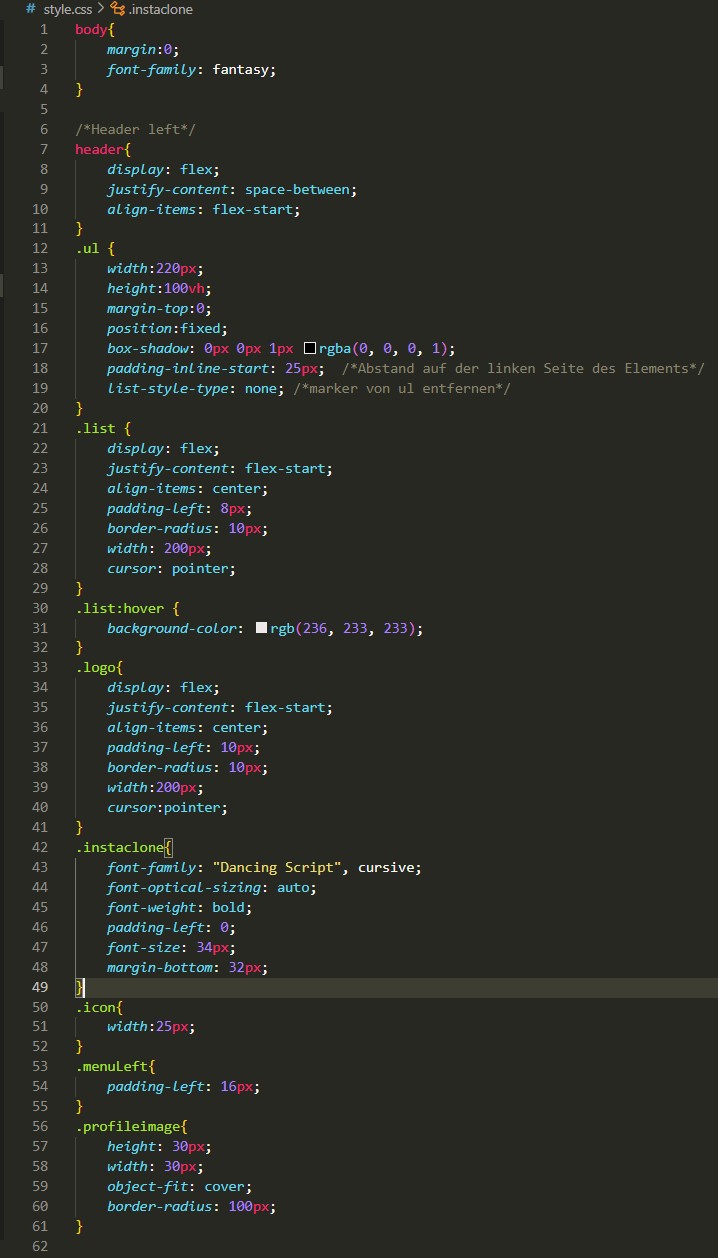 # style.css > .instaclone
1 body{
2 margin:0;
3 font-family: fantasy;
4 }
5
6 /*Header left*/
7 header{
8 display: flex;
9 justify-content: space-between;
10 align-items: flex-start;
11 }
12 .ul {
13 width:220px;
14 height:100vh;
15 margin-top:0;
16 position:fixed;
17 box-shadow: 0px 0px 1px rgba(0, 0, 0, 1);
18 padding-inline-start: 25px;  /*Abstand auf der linken Seite des Elements*/
19 list-style-type: none; /*marker von ul entfernen*/
20 }
21 .list {
22 display: flex;
23 justify-content: flex-start;
24 align-items: center;
25 padding-left: 8px;
26 border-radius: 10px;
27 width: 200px;
28 cursor: pointer;
29 }
30 .list:hover {
31 background-color: rgb(236, 233, 233);
32 }
33 .logo{
34 display: flex;
35 justify-content: flex-start;
36 align-items: center;
37 padding-left: 10px;
38 border-radius: 10px;
39 width:200px;
40 cursor:pointer;
41 }
42 .instaclone{
43 font-family: "Dancing Script", cursive;
44 font-optical-sizing: auto;
45 font-weight: bold;
46 padding-left: 0;
47 font-size: 34px;
48 margin-bottom: 32px;
49 }
50 .icon{
51 width:25px;
52 }
53 .menuLeft{
54 padding-left: 16px;
55 }
56 .profileimage{
57 height: 30px;
58 width: 30px;
59 object-fit: cover;
60 border-radius: 100px;
61 }
62